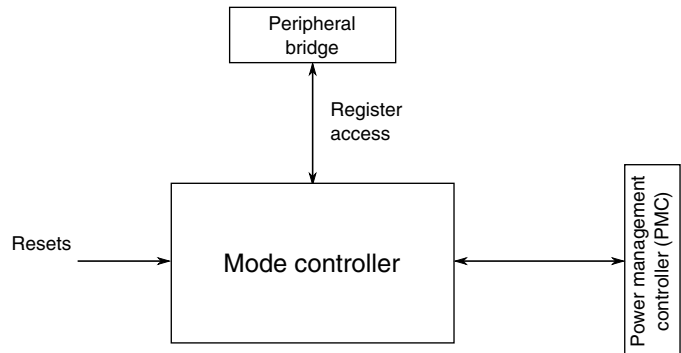 Peripheral
bridge
Register
access
Resets
Mode controller
Power management
controller (PMC)